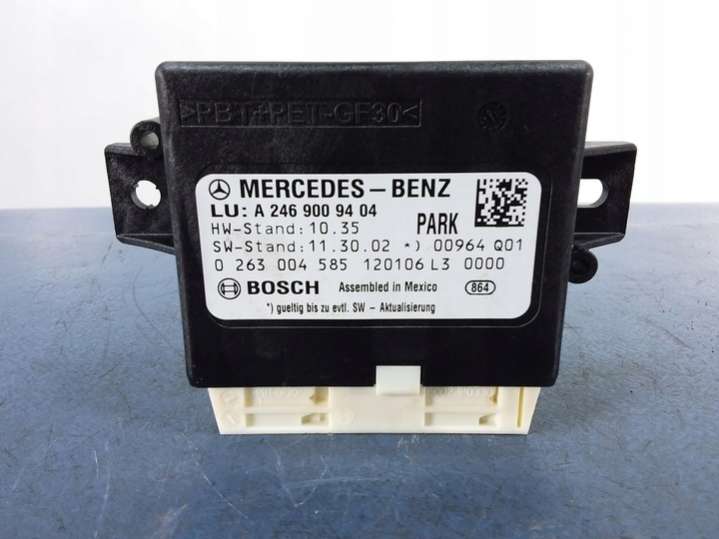 >PBT+PET-GF30<
MERCEDES-BENZ
LU: A 246 900 94 04 PARK
HW-Stand: 10.35
SW-Stand: 11.30.02 *) 00964 Q01
0 263 004 585 120106 L3 0000
BOSCH Assembled in Mexico 864
*) gueltig bis zu evtl. SW - Aktualisierung